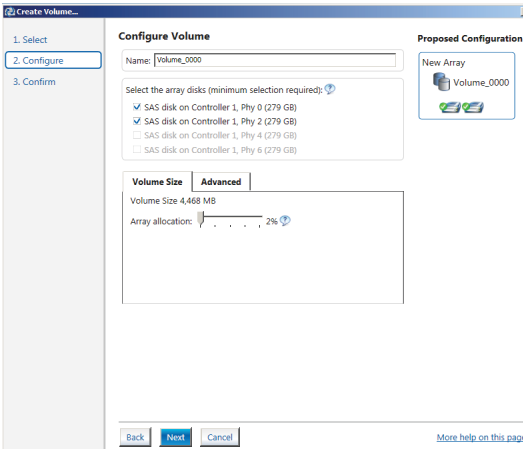 Create Volume...
1. Select
2. Configure
3. Confirm
Configure Volume
Name: Volume_0000
Select the array disks (minimum selection required):
SAS disk on Controller 1, Phy 0 (279 GB)
SAS disk on Controller 1, Phy 2 (279 GB)
SAS disk on Controller 1, Phy 4 (279 GB)
SAS disk on Controller 1, Phy 6 (279 GB)
Volume Size
Advanced
Volume Size 4,468 MB
Array allocation: 2%
Proposed Configuration
New Array
Volume_0000
Back
Next
Cancel
More help on this page